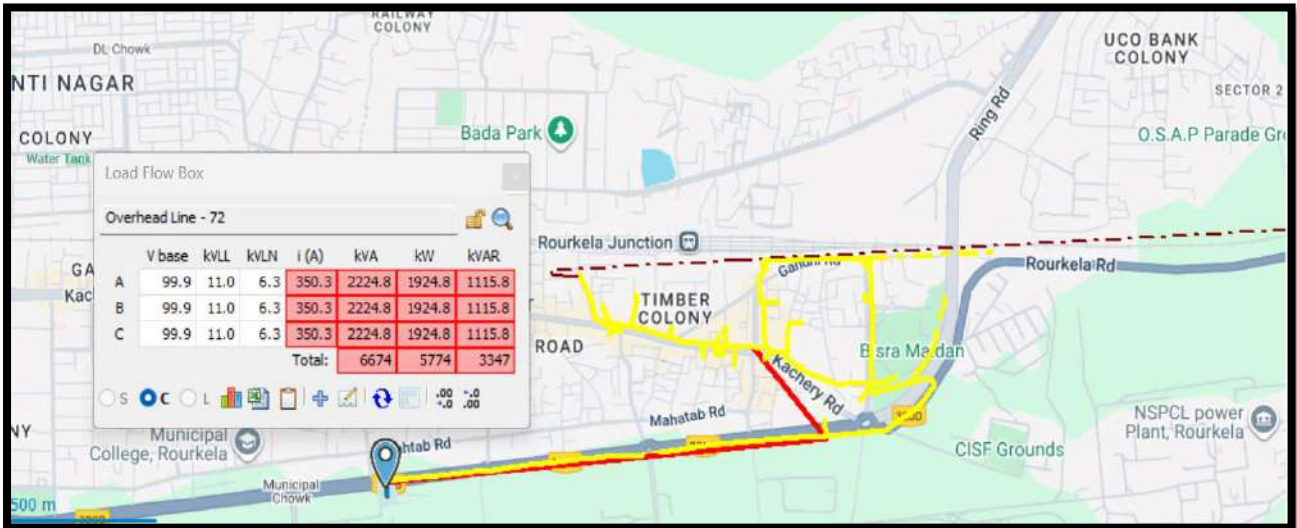 RAILWAY
COLONY
DL Chowk
UCO BANK
COLONY
NTI NAGAR
SECTOR 2
Ring Rd
Bada Park
COLONY
O.S.A.P Parade Gr
Water Tank
Load Flow Box
Overhead Line - 72
V base kVLL kVLN i (A) kVA kW kVAR
A 99.9 11.0 6.3 350.3 2224.8 1924.8 1115.8
B 99.9 11.0 6.3 350.3 2224.8 1924.8 1115.8
C 99.9 11.0 6.3 350.3 2224.8 1924.8 1115.8
Total: 6674 5774 3347
S C L
Rourkela Junction
GA
Kac
Gandhi Rd
Rourkela Rd
TIMBER
COLONY
ROAD
Bisra Maidan
Kachery Rd
Mahatab Rd
NSPCL power
Plant, Rourkela
NY
Municipal
College, Rourkela
htab Rd
CISF Grounds
Municipal
Chowk
500 m